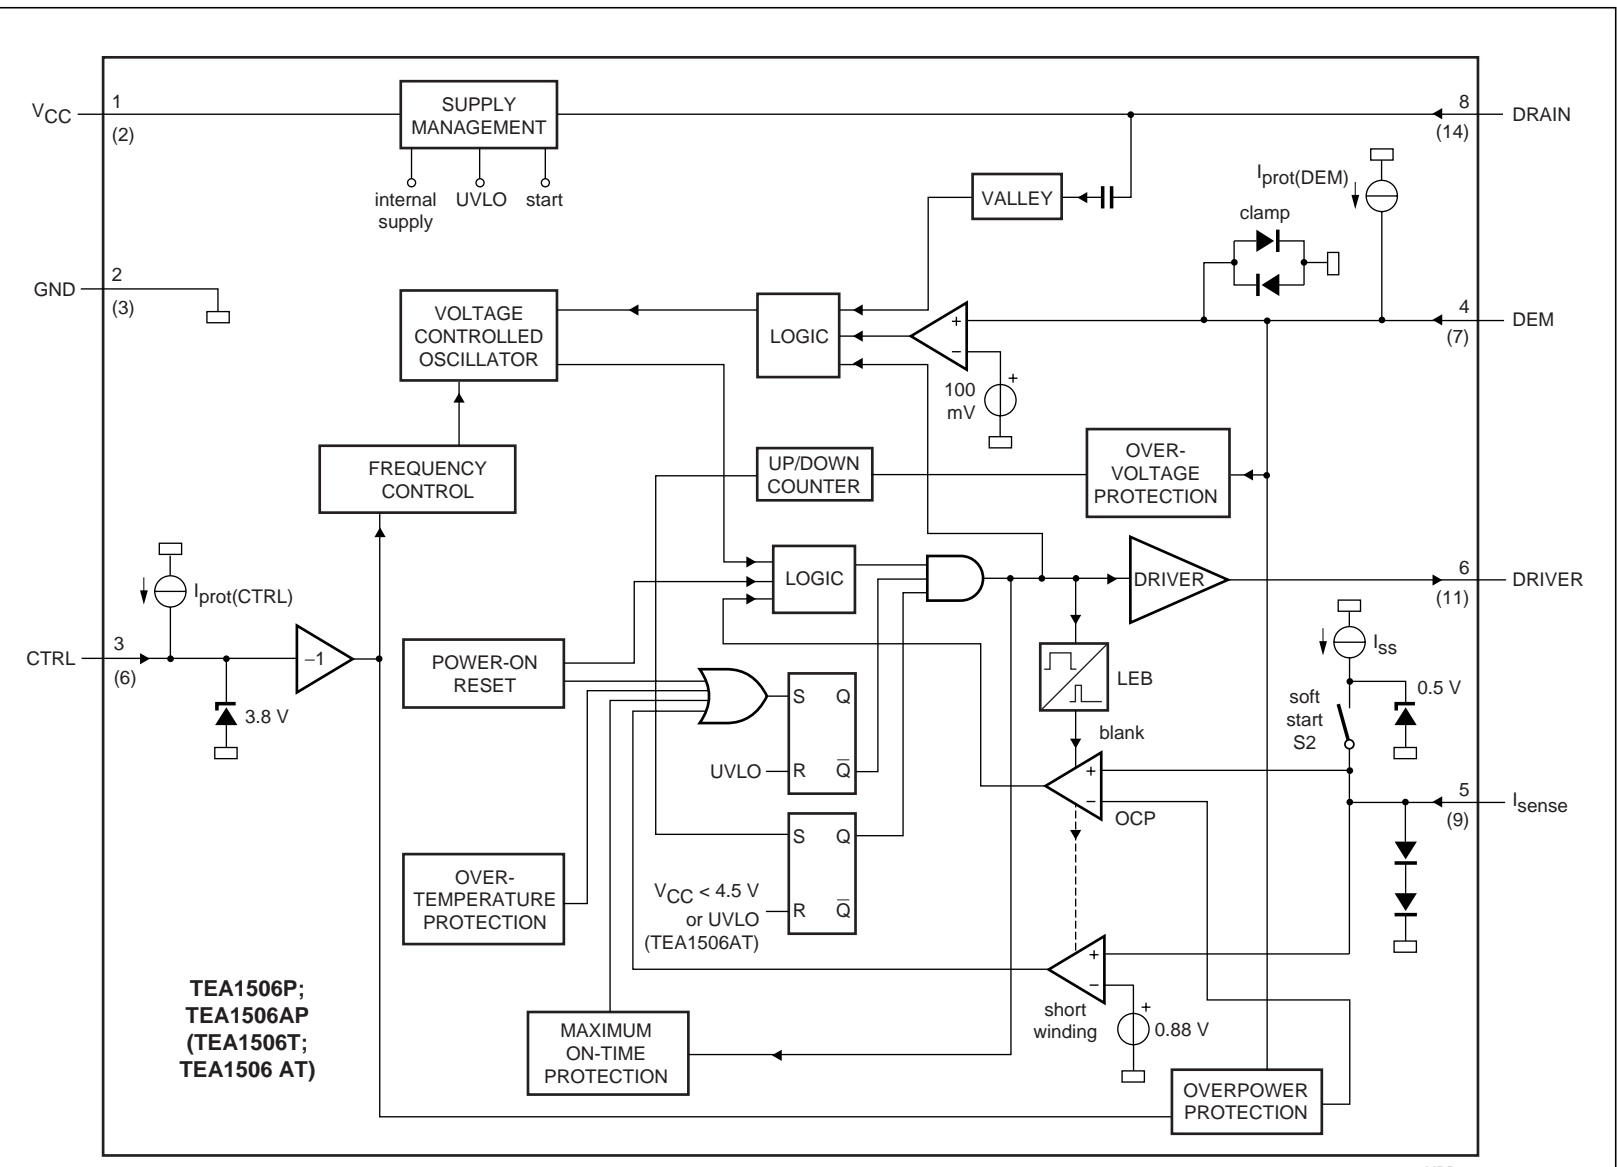 VCC
1
(2)
SUPPLY
MANAGEMENT
8
(14)
DRAIN
internal
supply
UVLO
start
VALLEY
Iprot(DEM)
clamp
GND
2
(3)
VOLTAGE
CONTROLLED
OSCILLATOR
LOGIC
+
−
100
mV
+
4
(7)
DEM
FREQUENCY
CONTROL
UP/DOWN
COUNTER
OVER-
VOLTAGE
PROTECTION
Iprot(CTRL)
LOGIC
DRIVER
6
(11)
DRIVER
CTRL
3
(6)
−1
3.8 V
POWER-ON
RESET
S
Q
UVLO
R
Q̅
LEB
blank
Iss
soft
start
S2
0.5 V
+
−
OCP
5
(9)
Isense
OVER-
TEMPERATURE
PROTECTION
S
Q
VCC < 4.5 V
or UVLO
(TEA1506AT)
R
Q̅
+
−
short
winding
+
0.88 V
TEA1506P;
TEA1506AP
(TEA1506T;
TEA1506 AT)
MAXIMUM
ON-TIME
PROTECTION
OVERPOWER
PROTECTION